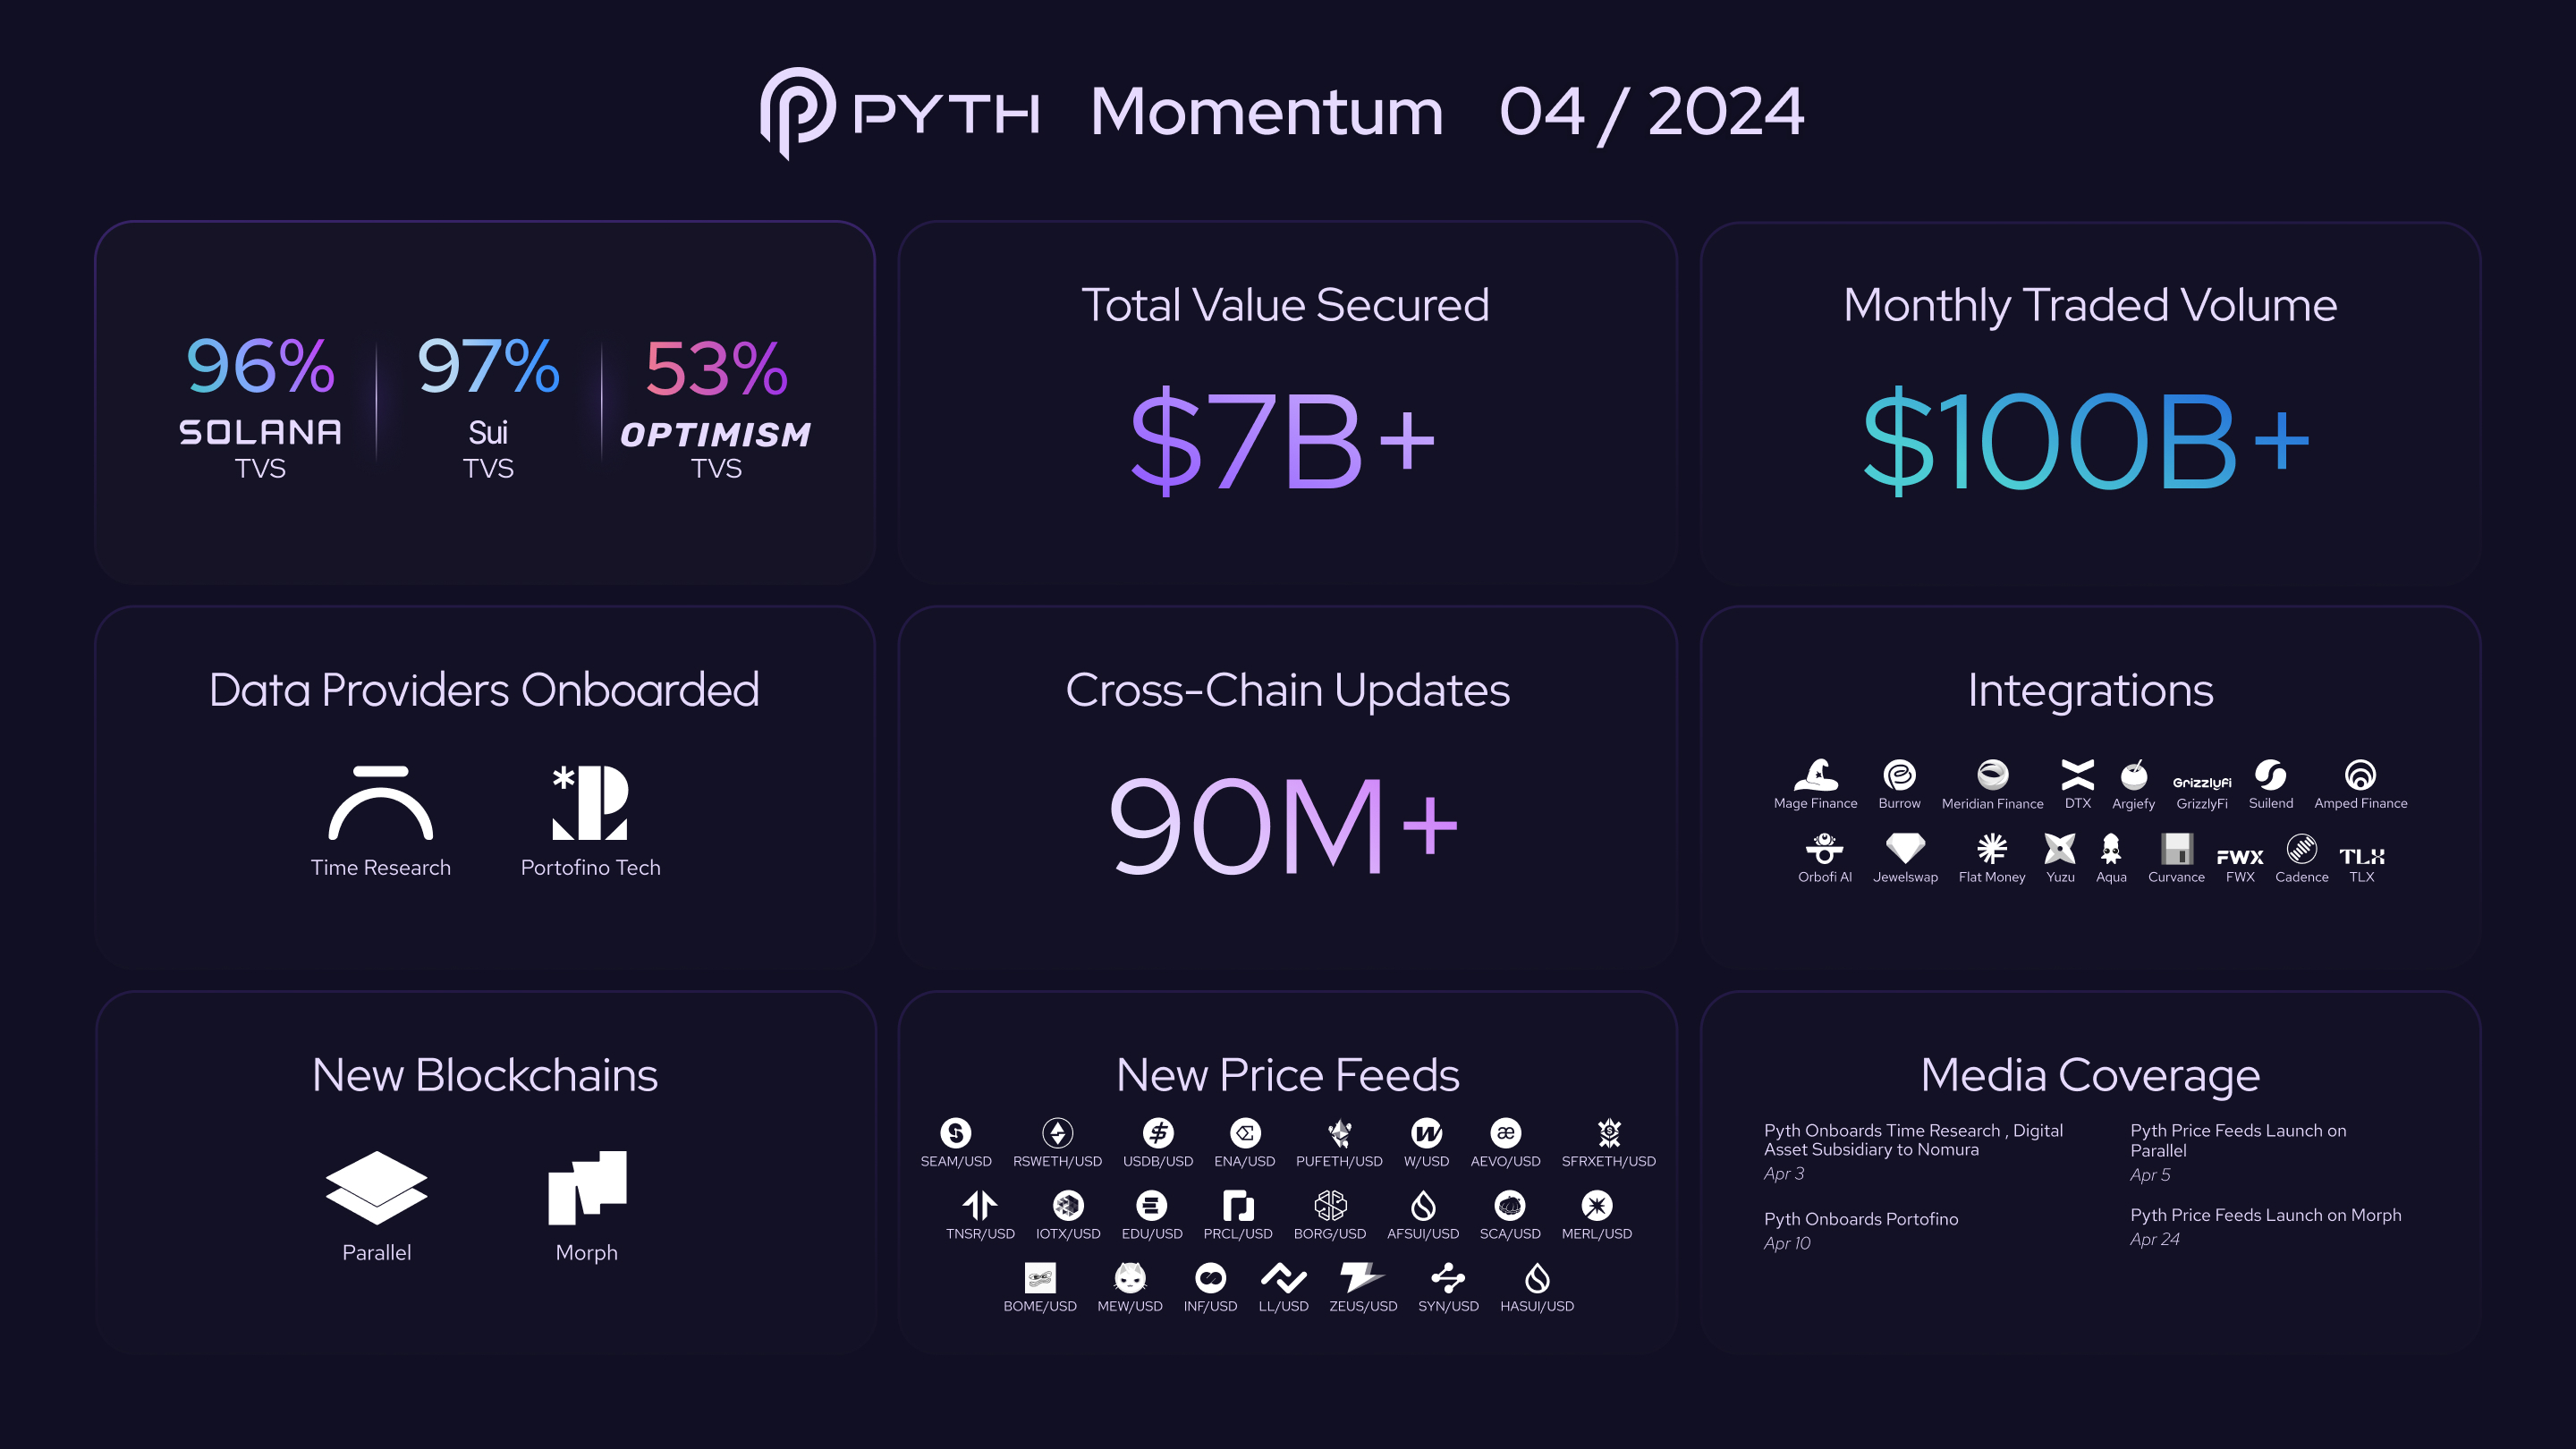 PYTH Momentum 04 / 2024
96%
SOLANA
TVS
97%
Sui
TVS
53%
OPTIMISM
TVS
Total Value Secured
$7B+
Monthly Traded Volume
$100B+
Data Providers Onboarded
Time Research
Portofino Tech
Cross-Chain Updates
90M+
Integrations
GrizzlyFi
Mage Finance Burrow Meridian Finance DTX Argiefy GrizzlyFi Suilend Amped Finance
FWX TLX
Orbofi AI Jewelswap Flat Money Yuzu Aqua Curvance FWX Cadence TLX
New Blockchains
Parallel
Morph
New Price Feeds
SEAM/USD RSWETH/USD USDB/USD ENA/USD PUFETH/USD W/USD AEVO/USD SFRXETH/USD
TNSR/USD IOTX/USD EDU/USD PRCL/USD BORG/USD AFSUI/USD SCA/USD MERL/USD
BOME/USD MEW/USD INF/USD LL/USD ZEUS/USD SYN/USD HASUI/USD
Media Coverage
Pyth Onboards Time Research , Digital
Asset Subsidiary to Nomura
Apr 3
Pyth Onboards Portofino
Apr 10
Pyth Price Feeds Launch on
Parallel
Apr 5
Pyth Price Feeds Launch on Morph
Apr 24